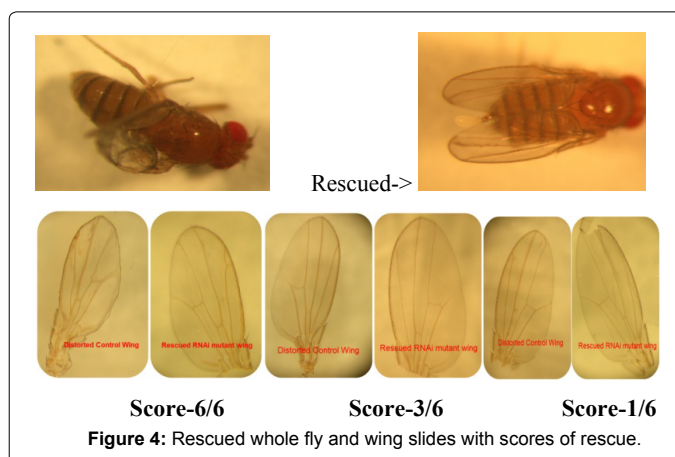 Rescued->
Distorted Control Wing
Rescued RNAi mutant wing
Distorted Control Wing
Rescued RNAi mutant wing
Distorted Control Wing
Rescued RNAi mutant wing
Score-6/6 Score-3/6 Score-1/6
Figure 4: Rescued whole fly and wing slides with scores of rescue.